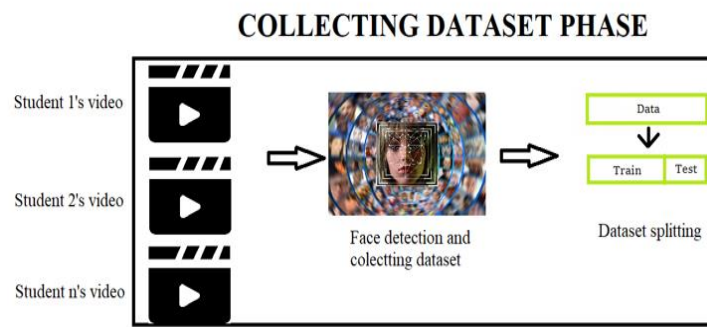 COLLECTING DATASET PHASE
Student 1's video
Student 2's video
Student n's video
Face detection and
colectting dataset
Data
Train Test
Dataset splitting